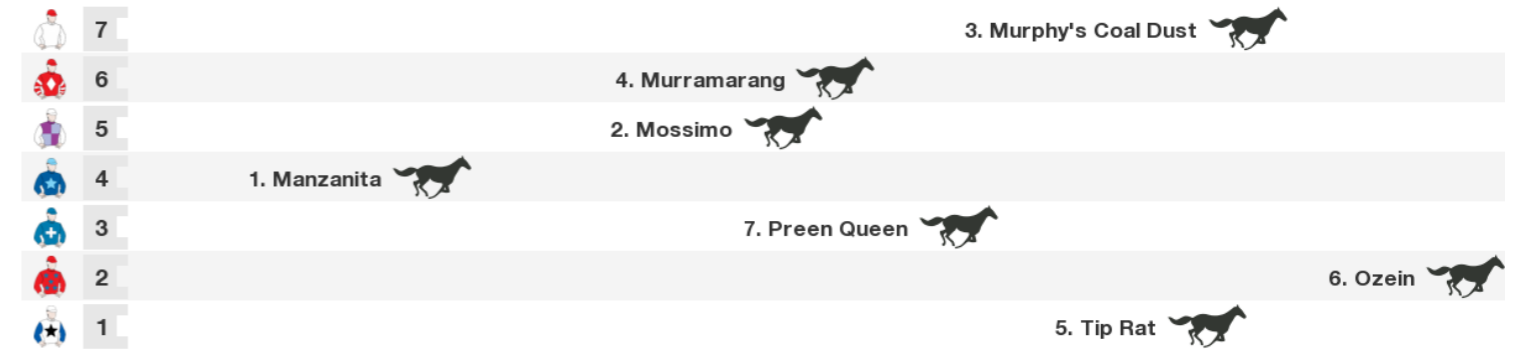 7 3. Murphy's Coal Dust
6 4. Murramarang
5 2. Mossimo
4 1. Manzanita
3 7. Preen Queen
2 6. Ozein
1 5. Tip Rat